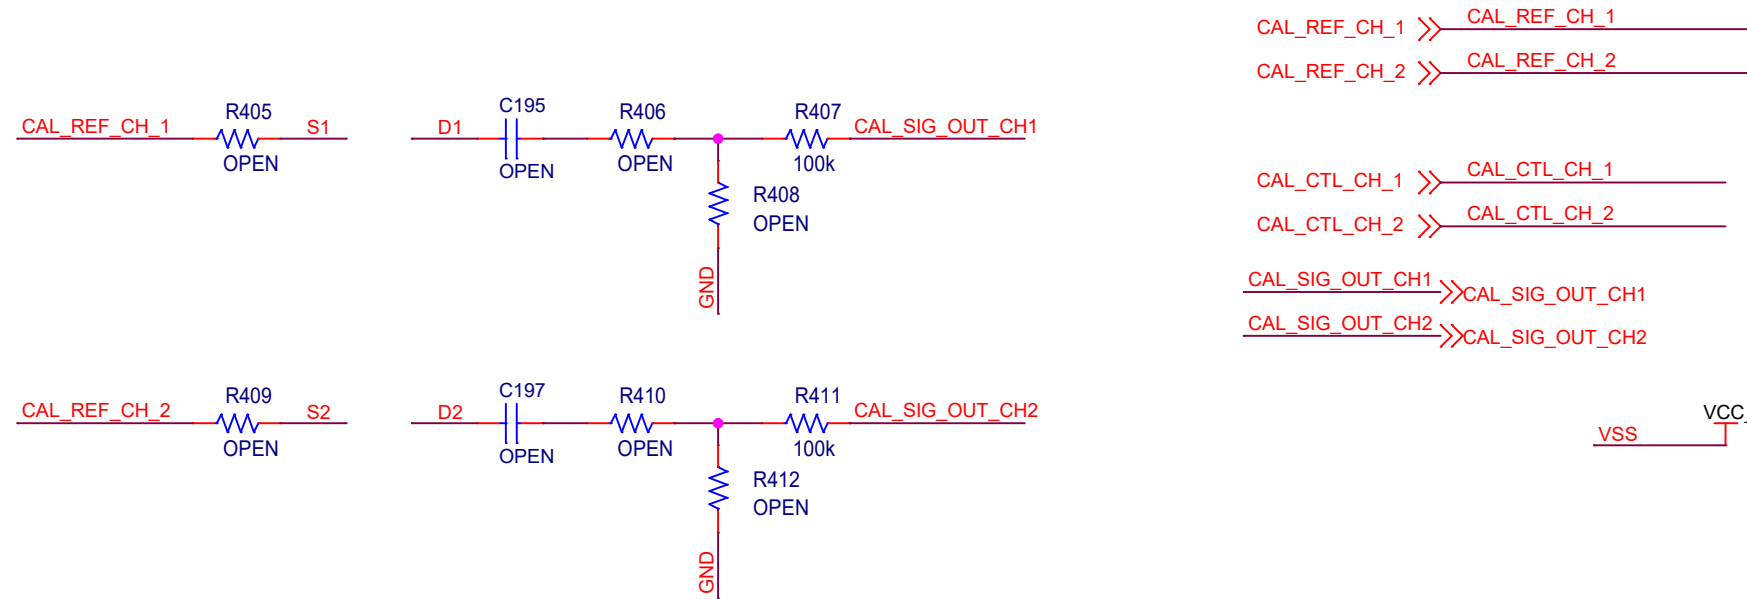 CAL_REF_CH_1 R405 OPEN S1
D1 C195 OPEN R406 OPEN R407 100k CAL_SIG_OUT_CH1
R408
OPEN
GND
CAL_REF_CH_2 R409 OPEN S2
D2 C197 OPEN R410 OPEN R411 100k CAL_SIG_OUT_CH2
R412
OPEN
GND
CAL_REF_CH_1 CAL_REF_CH_1
CAL_REF_CH_2 CAL_REF_CH_2
CAL_CTL_CH_1 CAL_CTL_CH_1
CAL_CTL_CH_2 CAL_CTL_CH_2
CAL_SIG_OUT_CH1 CAL_SIG_OUT_CH1
CAL_SIG_OUT_CH2 CAL_SIG_OUT_CH2
VCC_
VSS